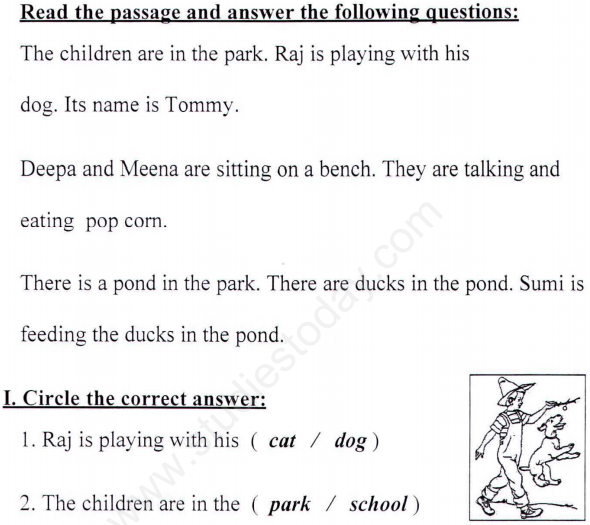 Read the passage and answer the following questions:
The children are in the park. Raj is playing with his
dog. Its name is Tommy.
Deepa and Meena are sitting on a bench. They are talking and
eating pop corn.
There is a pond in the park. There are ducks in the pond. Sumi is
feeding the ducks in the pond.
I. Circle the correct answer:
1. Raj is playing with his ( cat / dog )
2. The children are in the ( park / school )
www.studiestoday.com